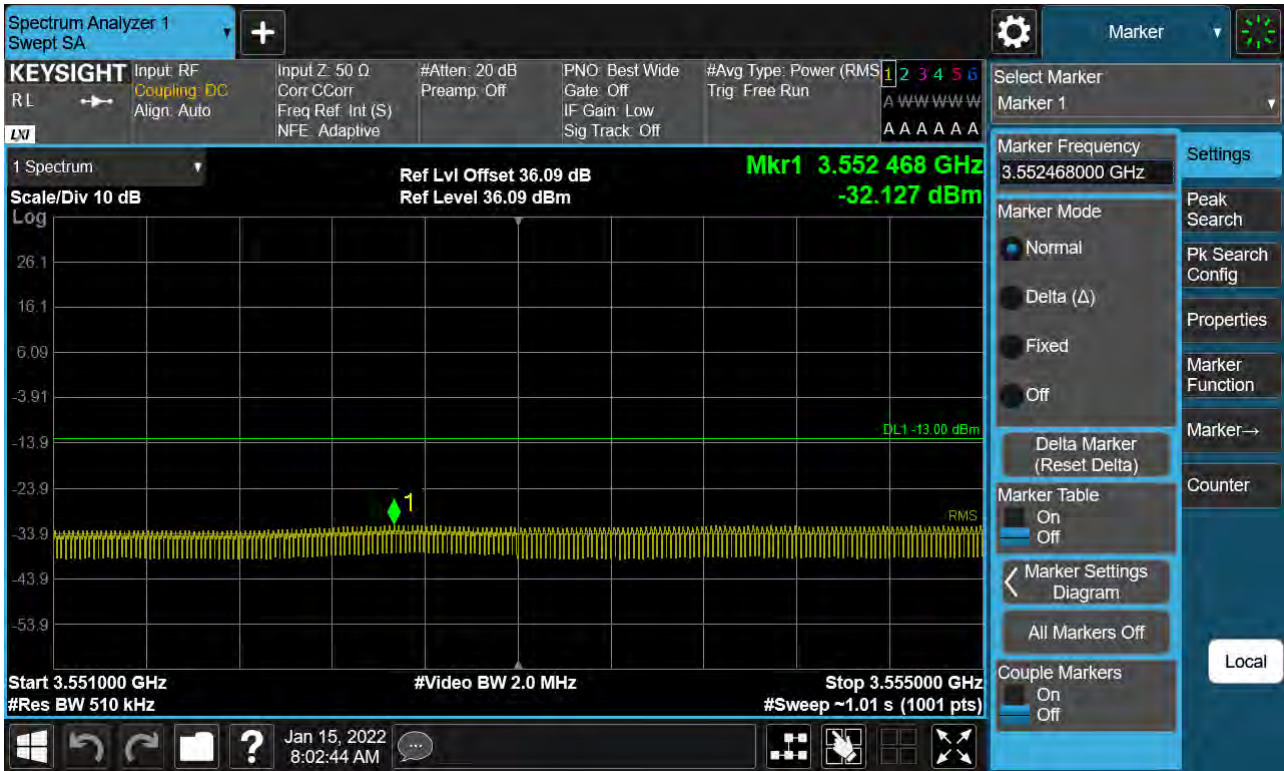 Spectrum Analyzer 1
Swept SA
+
Marker
KEYSIGHT
RL
LXI
Input: RF
Coupling: DC
Align: Auto
Input Z: 50 Ω
Corr CCorr
Freq Ref: Int (S)
NFE: Adaptive
#Atten: 20 dB
Preamp: Off
PNO: Best Wide
Gate: Off
IF Gain: Low
Sig Track: Off
#Avg Type: Power (RMS
Trig: Free Run
1 2 3 4 5 6
A W W W W W
A A A A A A
Select Marker
Marker 1
1 Spectrum
Scale/Div 10 dB
Ref Lvl Offset 36.09 dB
Ref Level 36.09 dBm
Mkr1 3.552 468 GHz
-32.127 dBm
Log
26.1
16.1
6.09
-3.91
-13.9
-23.9
-33.9
-43.9
-53.9
DL1 -13.00 dBm
1
RMS
Start 3.551000 GHz
#Res BW 510 kHz
#Video BW 2.0 MHz
Stop 3.555000 GHz
#Sweep ~1.01 s (1001 pts)
Marker Frequency
3.552468000 GHz
Marker Mode
Normal
Delta (Δ)
Fixed
Off
Delta Marker
(Reset Delta)
Marker Table
On
Off
Marker Settings
Diagram
All Markers Off
Couple Markers
On
Off
Settings
Peak
Search
Pk Search
Config
Properties
Marker
Function
Marker→
Counter
Local
?
Jan 15, 2022
8:02:44 AM